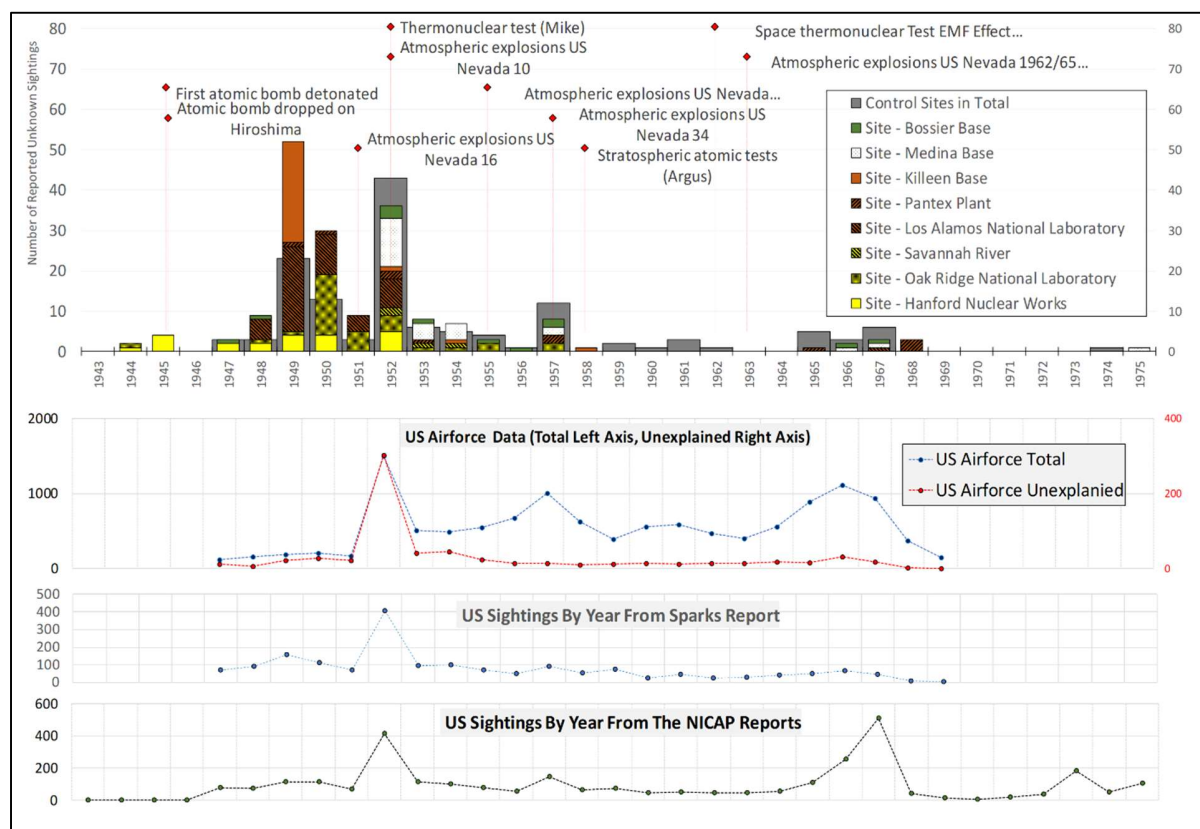 80
70
60
50
40
30
20
10
0
Number of Reported Unknown Sightings
80
70
60
50
40
30
20
10
0
Thermonuclear test (Mike)
Atmospheric explosions US
Nevada 10
Space thermonuclear Test EMF Effect...
Atmospheric explosions US Nevada 1962/65...
First atomic bomb detonated
Atomic bomb dropped on
Hiroshima
Atmospheric explosions US
Nevada 16
Atmospheric explosions US Nevada...
Atmospheric explosions US
Nevada 34
Stratospheric atomic tests
(Argus)
Control Sites in Total
Site - Bossier Base
Site - Medina Base
Site - Killeen Base
Site - Pantex Plant
Site - Los Alamos National Laboratory
Site - Savannah River
Site - Oak Ridge National Laboratory
Site - Hanford Nuclear Works
1943
1944
1945
1946
1947
1948
1949
1950
1951
1952
1953
1954
1955
1956
1957
1958
1959
1960
1961
1962
1963
1964
1965
1966
1967
1968
1969
1970
1971
1972
1973
1974
1975
US Airforce Data (Total Left Axis, Unexplained Right Axis)
2000
1000
0
400
200
0
US Airforce Total
US Airforce Unexplanied
US Sightings By Year From Sparks Report
500
400
300
200
100
0
US Sightings By Year From The NICAP Reports
600
400
200
0